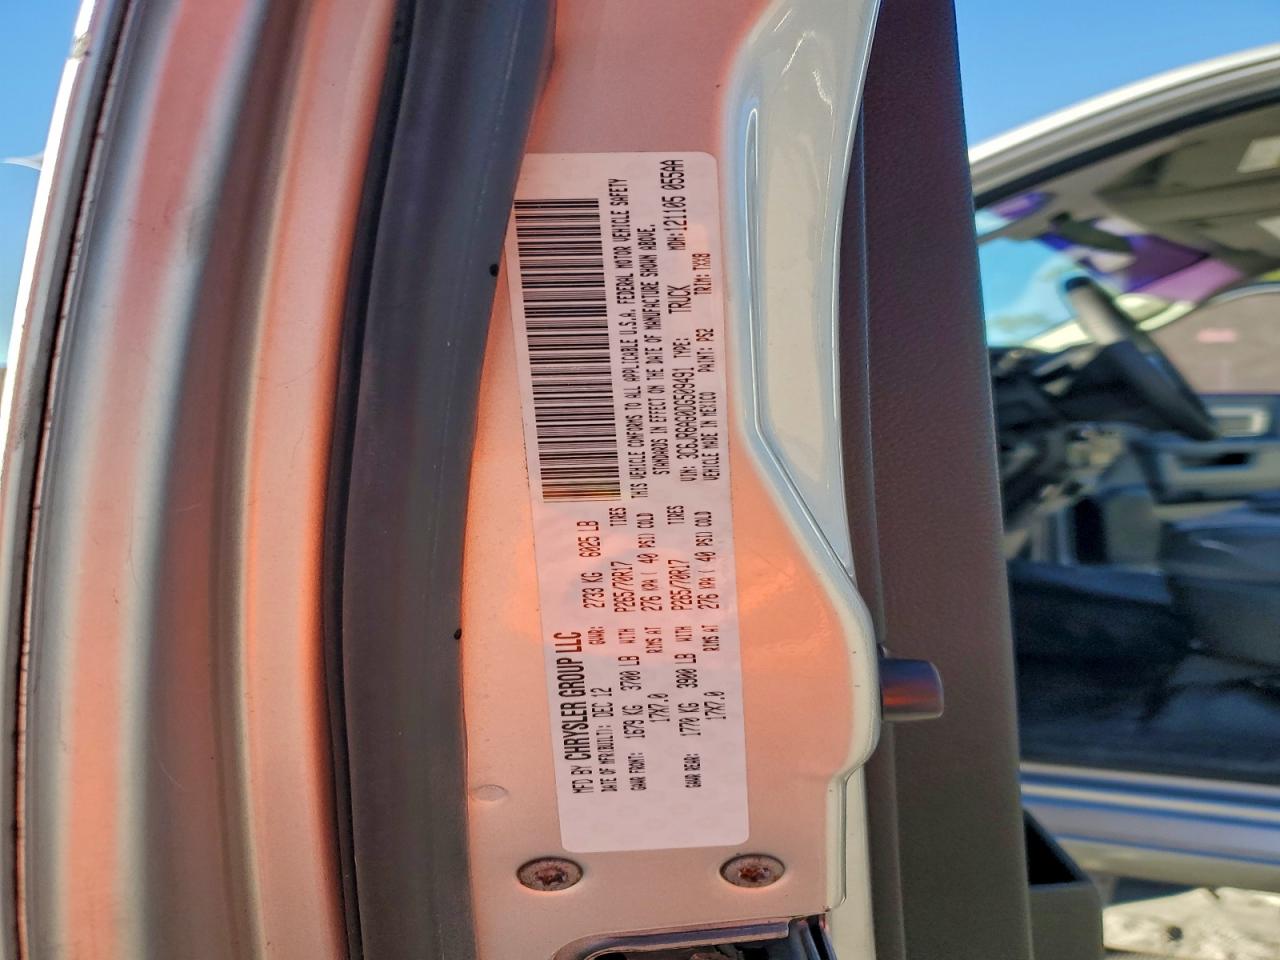 MFD BY CHRYSLER GROUP LLC
DATE OF MFR.BUILT: DEC 12 GVWR: 2733 KG 6025 LB
GAWR FRONT: 1679 KG 3700 LB WITH P265/70R17 TIRES
17X7.0 RIMS AT 276 KPA ( 40 PSI) COLD
GAWR REAR: 1770 KG 3900 LB WITH P265/70R17 TIRES
17X7.0 RIMS AT 276 KPA ( 40 PSI) COLD
THIS VEHICLE CONFORMS TO ALL APPLICABLE U.S.A. FEDERAL MOTOR VEHICLE SAFETY
STANDARDS IN EFFECT ON THE DATE OF MANUFACTURE SHOWN ABOVE.
VIN: 3C6JR6AG0DG509491 TYPE: TRUCK MDH:121105 055AA
VEHICLE MADE IN MEXICO PAINT: PS2 TRIM: TXX8